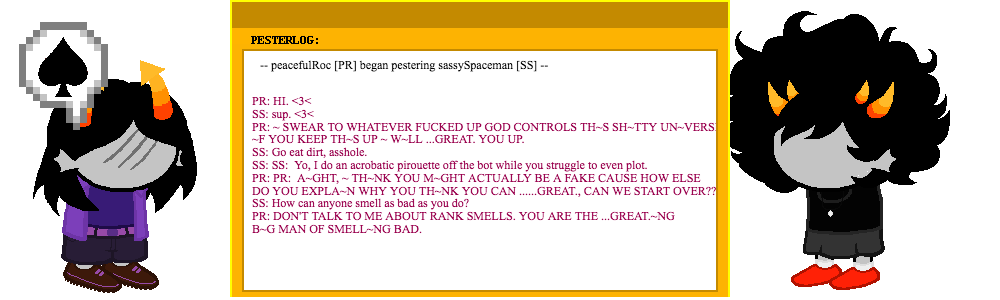 PESTERLOG:
-- peacefulRoc [PR] began pestering sassySpaceman [SS] --
PR: HI. <3<
SS: sup. <3<
PR: ~ SWEAR TO WHATEVER FUCKED UP GOD CONTROLS TH~S SH~TTY UN~VERS
~F YOU KEEP TH~S UP ~ W~LL ...GREAT. YOU UP.
SS: Go eat dirt, asshole.
SS: SS: Yo, I do an acrobatic pirouette off the bot while you struggle to even plot.
PR: PR: A~GHT, ~ TH~NK YOU M~GHT ACTUALLY BE A FAKE CAUSE HOW ELSE
DO YOU EXPLA~N WHY YOU TH~NK YOU CAN ......GREAT., CAN WE START OVER??
SS: How can anyone smell as bad as you do?
PR: DON'T TALK TO ME ABOUT RANK SMELLS. YOU ARE THE ...GREAT.~NG
B~G MAN OF SMELL~NG BAD.